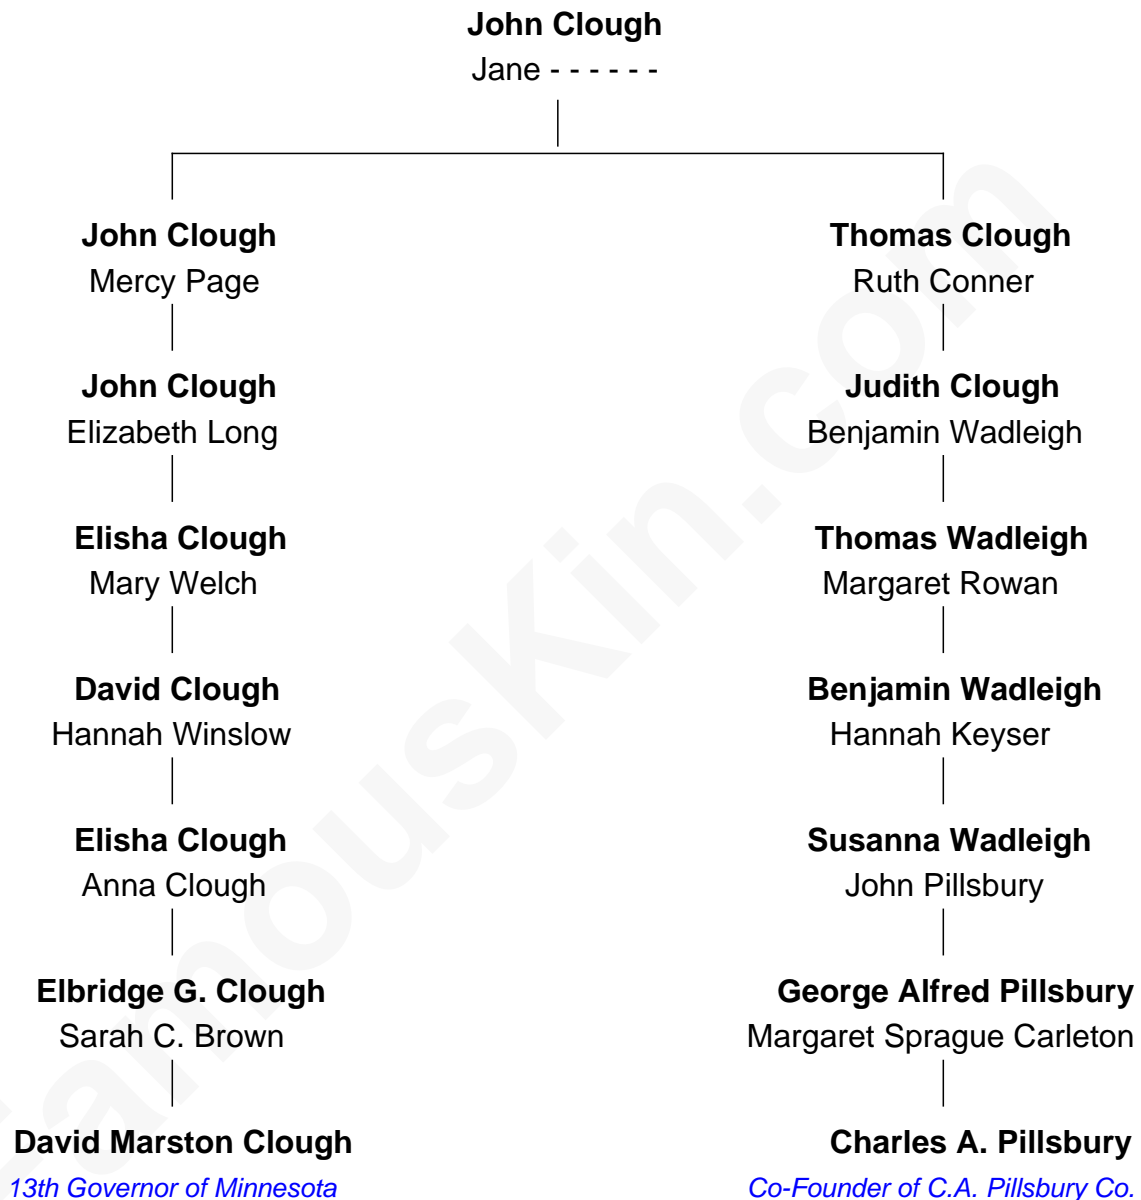 John Clough
Jane - - - - - -
John Clough
Mercy Page
Thomas Clough
Ruth Conner
John Clough
Elizabeth Long
Judith Clough
Benjamin Wadleigh
Elisha Clough
Mary Welch
Thomas Wadleigh
Margaret Rowan
David Clough
Hannah Winslow
Benjamin Wadleigh
Hannah Keyser
Elisha Clough
Anna Clough
Susanna Wadleigh
John Pillsbury
Elbridge G. Clough
Sarah C. Brown
George Alfred Pillsbury
Margaret Sprague Carleton
David Marston Clough
13th Governor of Minnesota
Charles A. Pillsbury
Co-Founder of C.A. Pillsbury Co.
FamousKin.com